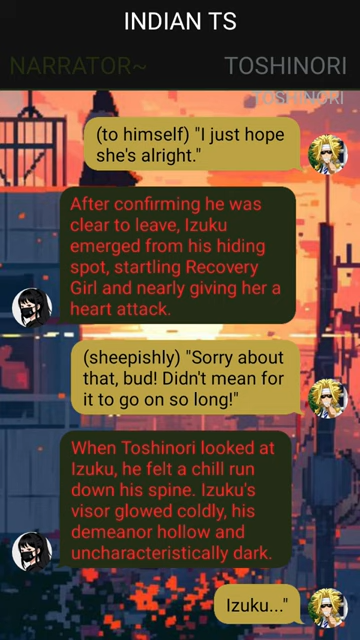 INDIAN TS
NARRATOR~ TOSHINORI
TOSHINORI
(to himself) "I just hope
she's alright."
After confirming he was
clear to leave, Izuku
emerged from his hiding
spot, startling Recovery
Girl and nearly giving her a
heart attack.
(sheepishly) "Sorry about
that, bud! Didn't mean for
it to go on so long!"
When Toshinori looked at
Izuku, he felt a chill run
down his spine. Izuku's
visor glowed coldly, his
demeanor hollow and
uncharacteristically dark.
Izuku..."